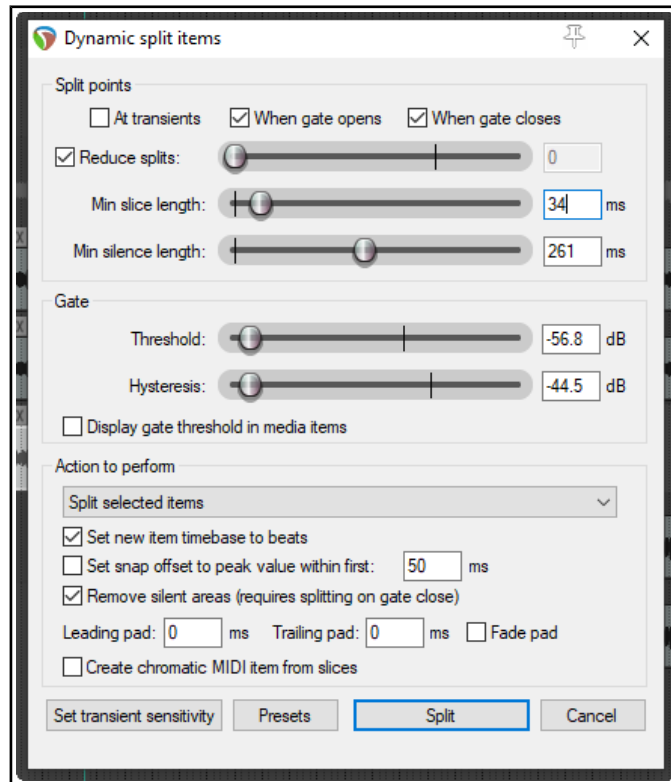 Dynamic split items
Split points
At transients When gate opens When gate closes
Reduce splits: 0
Min slice length: 34 ms
Min silence length: 261 ms
Gate
Threshold: -56.8 dB
Hysteresis: -44.5 dB
Display gate threshold in media items
Action to perform
Split selected items
Set new item timebase to beats
Set snap offset to peak value within first: 50 ms
Remove silent areas (requires splitting on gate close)
Leading pad: 0 ms Trailing pad: 0 ms Fade pad
Create chromatic MIDI item from slices
Set transient sensitivity Presets Split Cancel